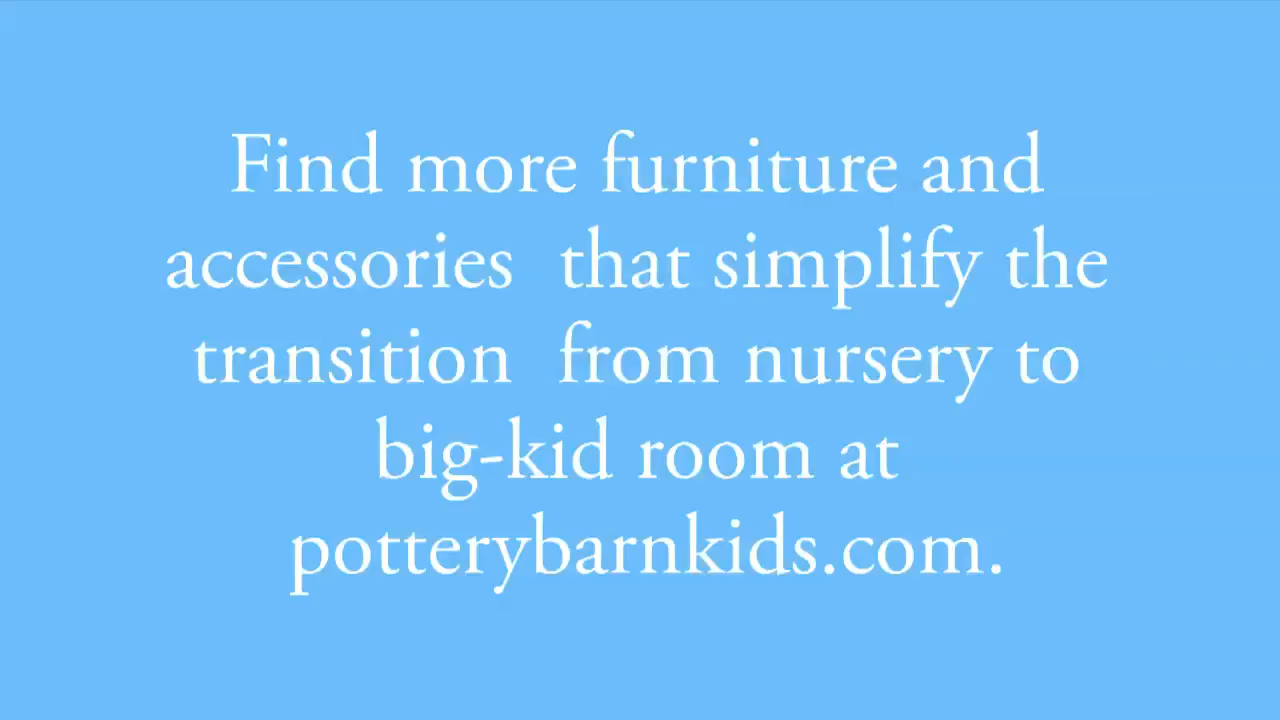 Find more furniture and
accessories  that simplify the
transition  from nursery to
big-kid room at
potterybarnkids.com.